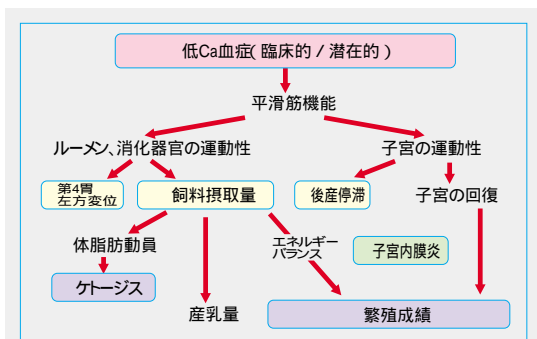 低Ca血症( 臨床的 / 潜在的 )
平滑筋機能
ルーメン、消化器官の運動性
子宮の運動性
第4胃
左方変位
飼料摂取量
後産停滞
子宮の回復
体脂肪動員
エネルギー
バランス
子宮内膜炎
ケトージス
産乳量
繁殖成績